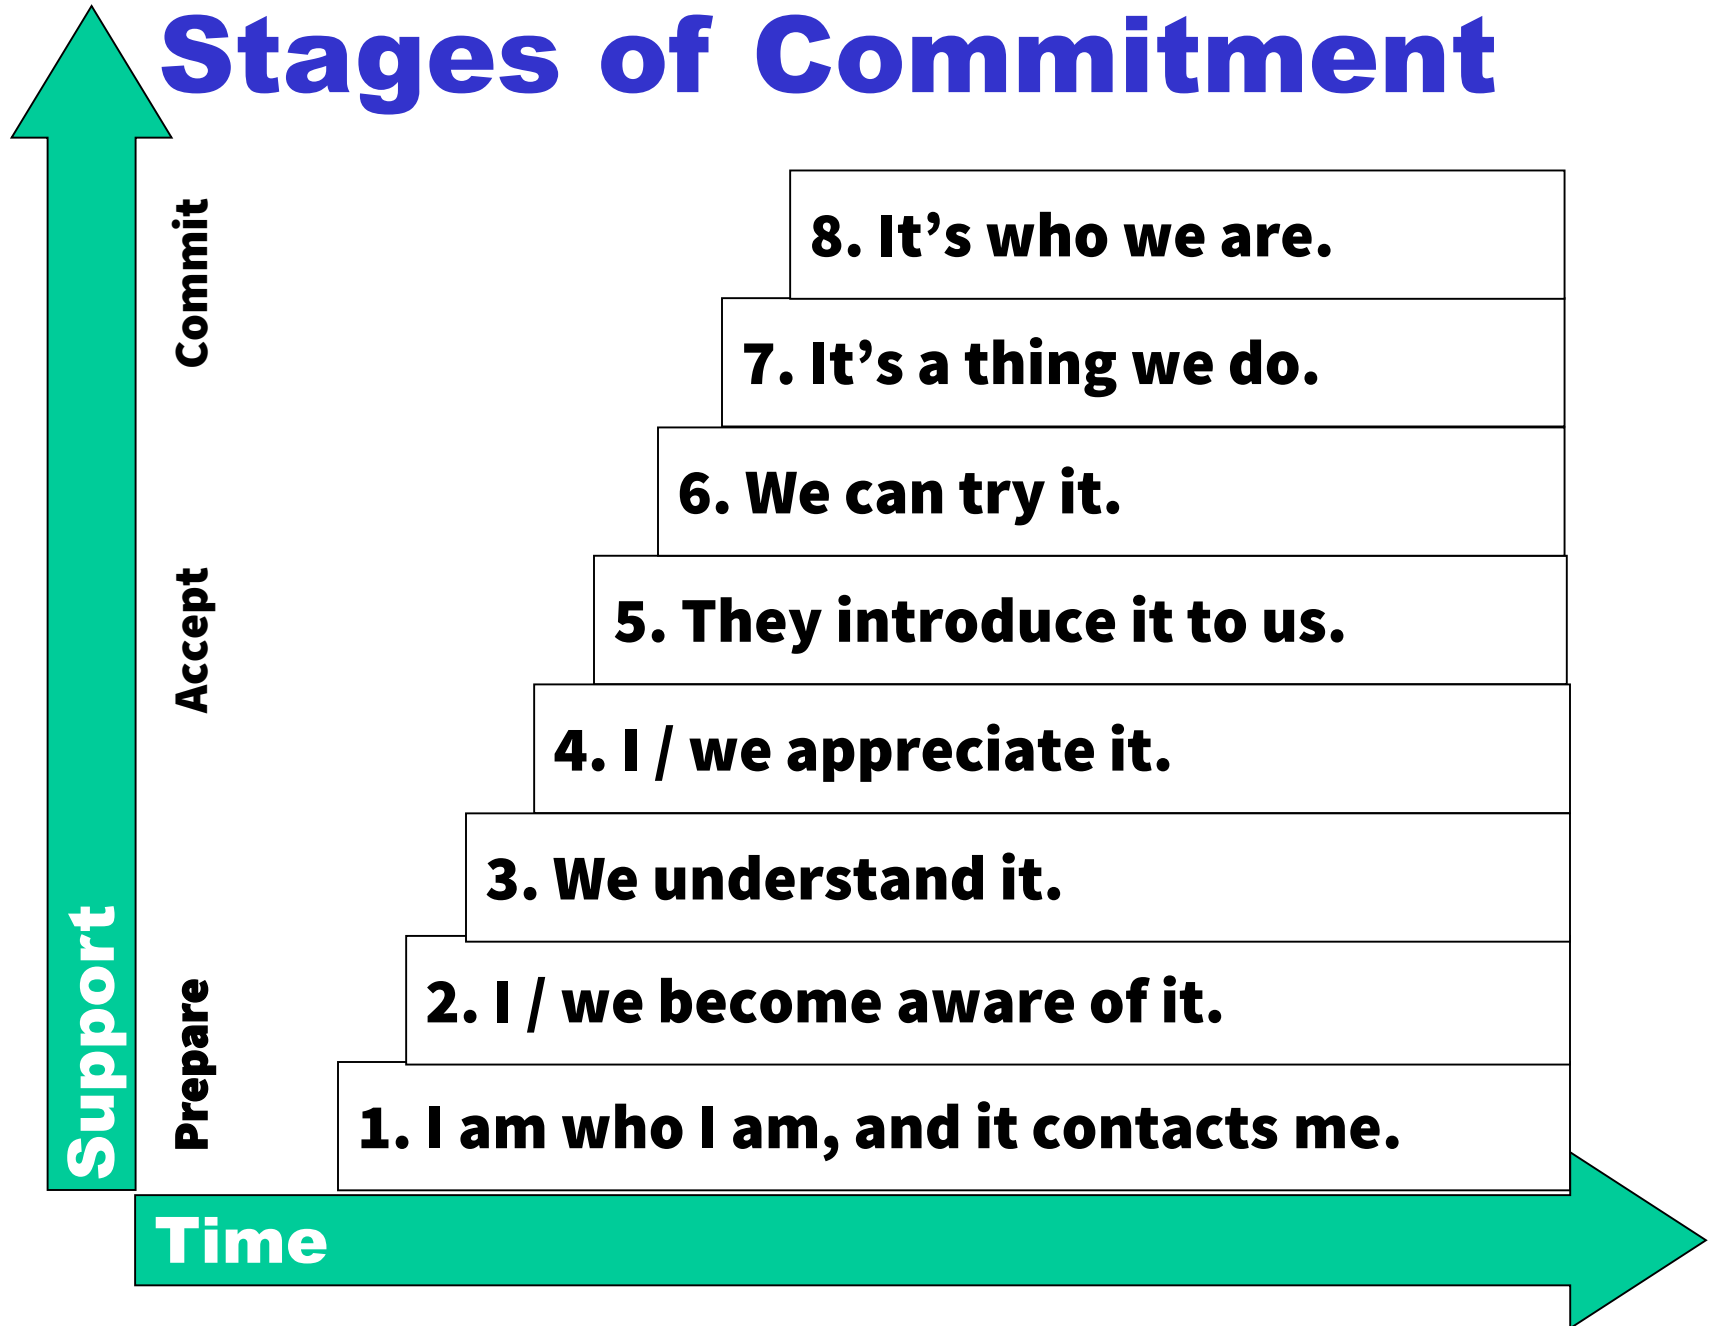 Stages of Commitment
Commit
Accept
Prepare
Support
8. It’s who we are.
7. It’s a thing we do.
6. We can try it.
5. They introduce it to us.
4. I / we appreciate it.
3. We understand it.
2. I / we become aware of it.
1. I am who I am, and it contacts me.
Time